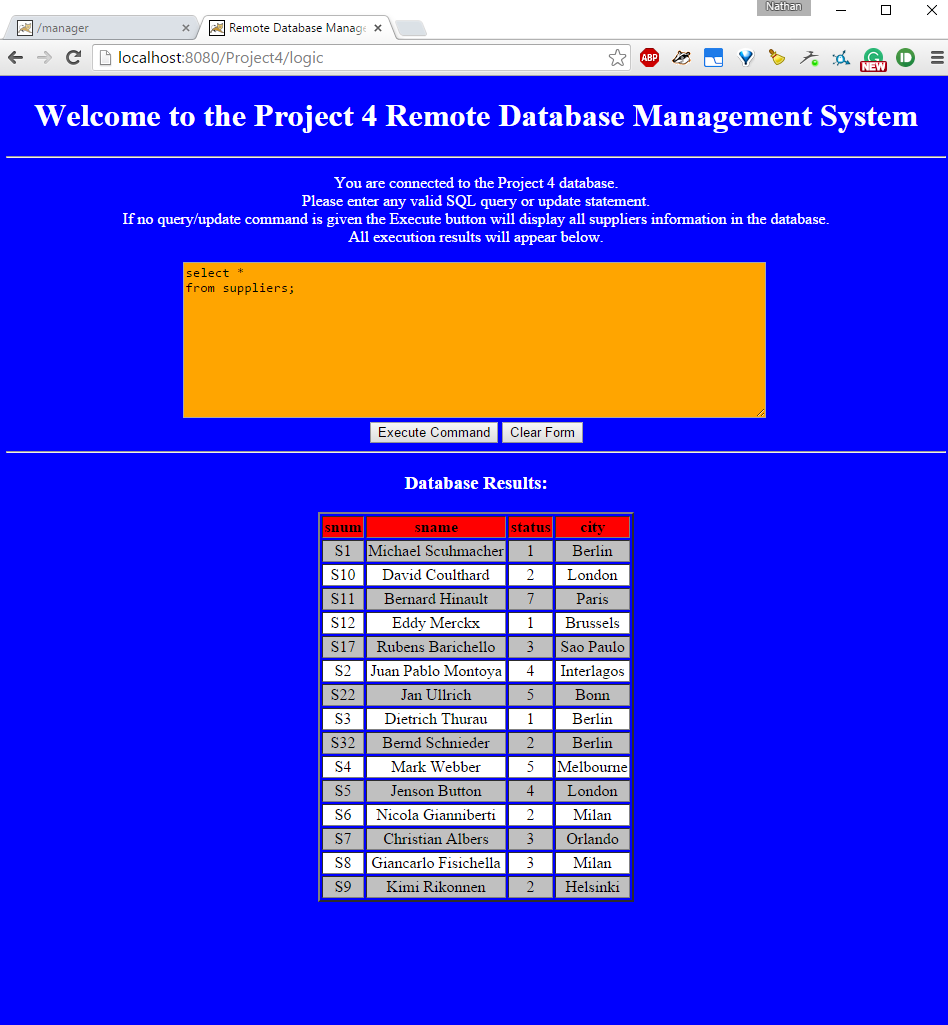 Nathan
/manager
Remote Database Manage
localhost:8080/Project4/logic
ABP
NEW
Welcome to the Project 4 Remote Database Management System
You are connected to the Project 4 database.
Please enter any valid SQL query or update statement.
If no query/update command is given the Execute button will display all suppliers information in the database.
All execution results will appear below.
select *
from suppliers;
Execute Command Clear Form
Database Results:
snum sname status city
S1 Michael Scuhmacher 1 Berlin
S10 David Coulthard 2 London
S11 Bernard Hinault 7 Paris
S12 Eddy Merckx 1 Brussels
S17 Rubens Barichello 3 Sao Paulo
S2 Juan Pablo Montoya 4 Interlagos
S22 Jan Ullrich 5 Bonn
S3 Dietrich Thurau 1 Berlin
S32 Bernd Schnieder 2 Berlin
S4 Mark Webber 5 Melbourne
S5 Jenson Button 4 London
S6 Nicola Gianniberti 2 Milan
S7 Christian Albers 3 Orlando
S8 Giancarlo Fisichella 3 Milan
S9 Kimi Rikonnen 2 Helsinki